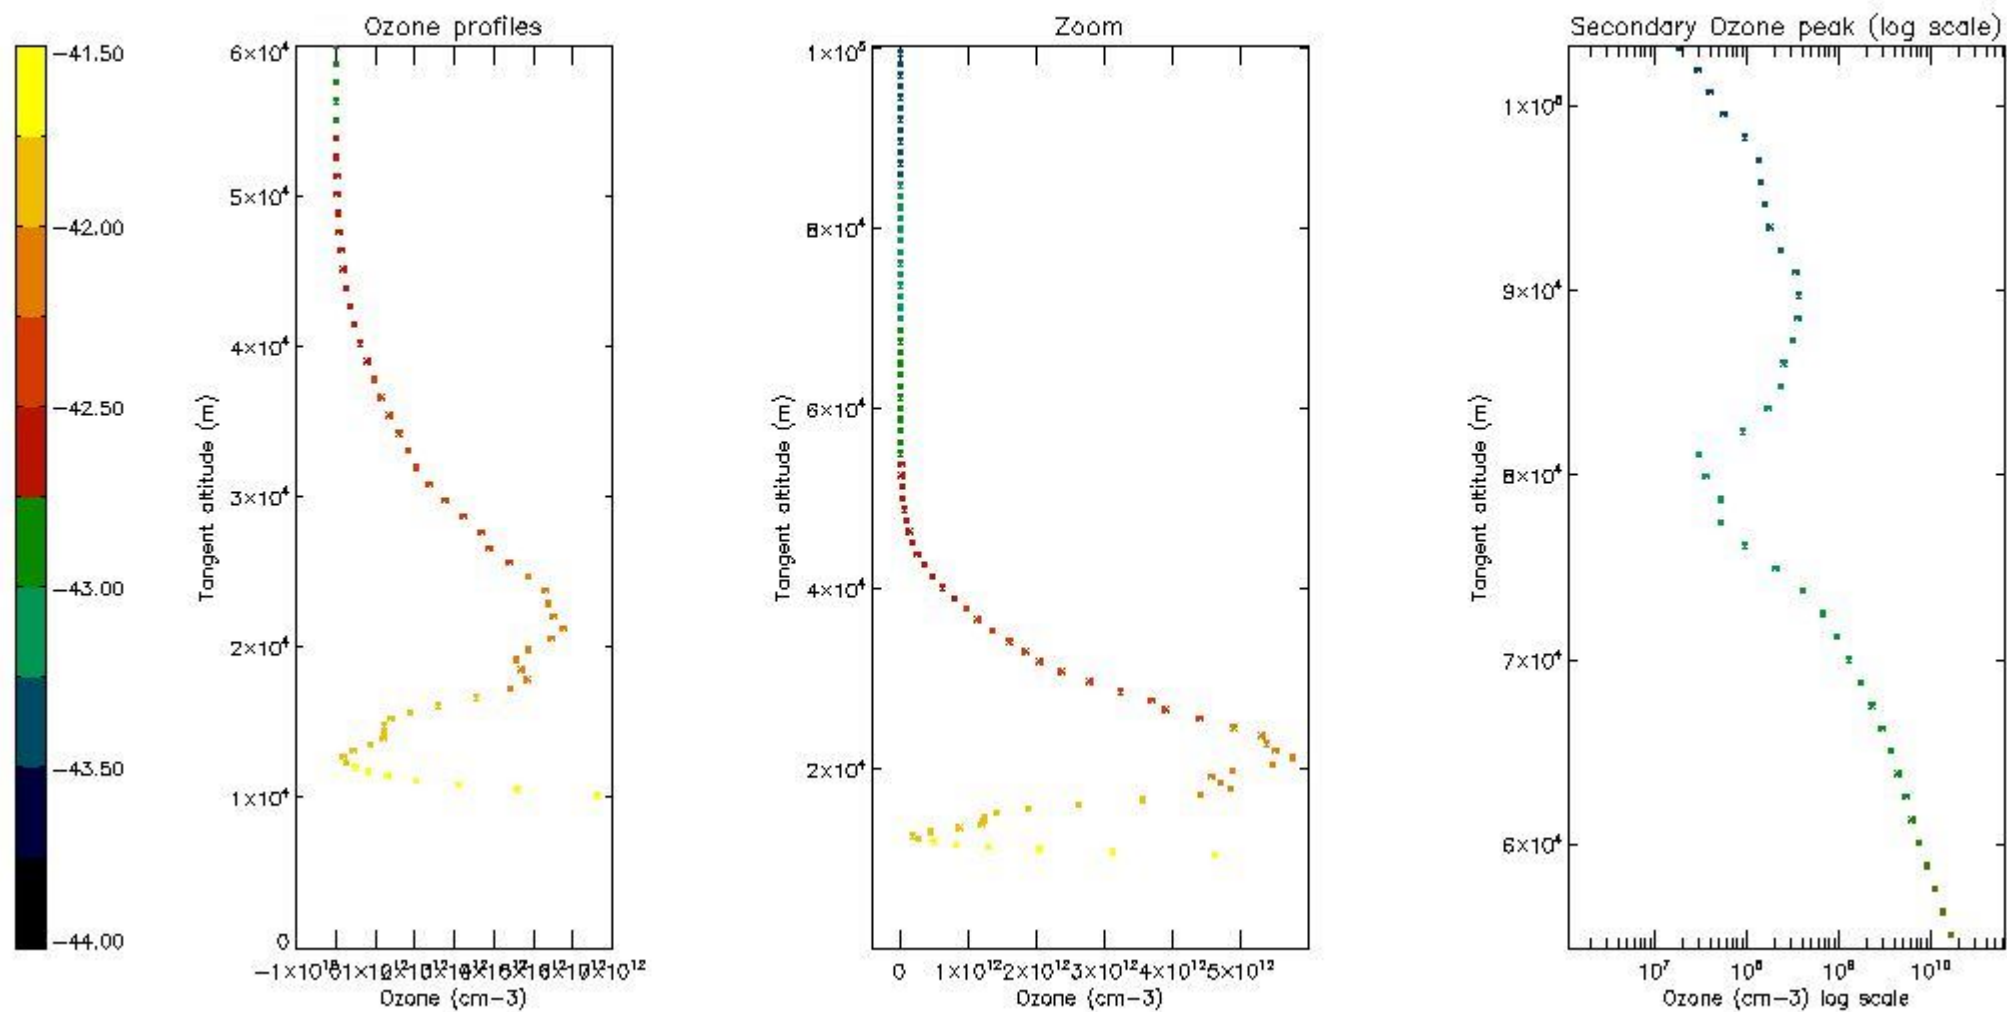 Ozone profiles
Zoom
Secondary Ozone peak (log scale)
-41.50
-42.00
-42.50
-43.00
-43.50
-44.00
6×10⁴
5×10⁴
4×10⁴
3×10⁴
2×10⁴
1×10⁴
0
Tangent altitude (m)
Ozone (cm-3)
1×10⁵
8×10⁴
6×10⁴
4×10⁴
2×10⁴
Tangent altitude (m)
0 1×10¹² 2×10¹² 3×10¹² 4×10¹² 5×10¹²
Ozone (cm-3)
1×10⁵
9×10⁴
8×10⁴
7×10⁴
6×10⁴
Tangent altitude (m)
10⁷ 10⁸ 10⁹ 10¹⁰
Ozone (cm-3) log scale